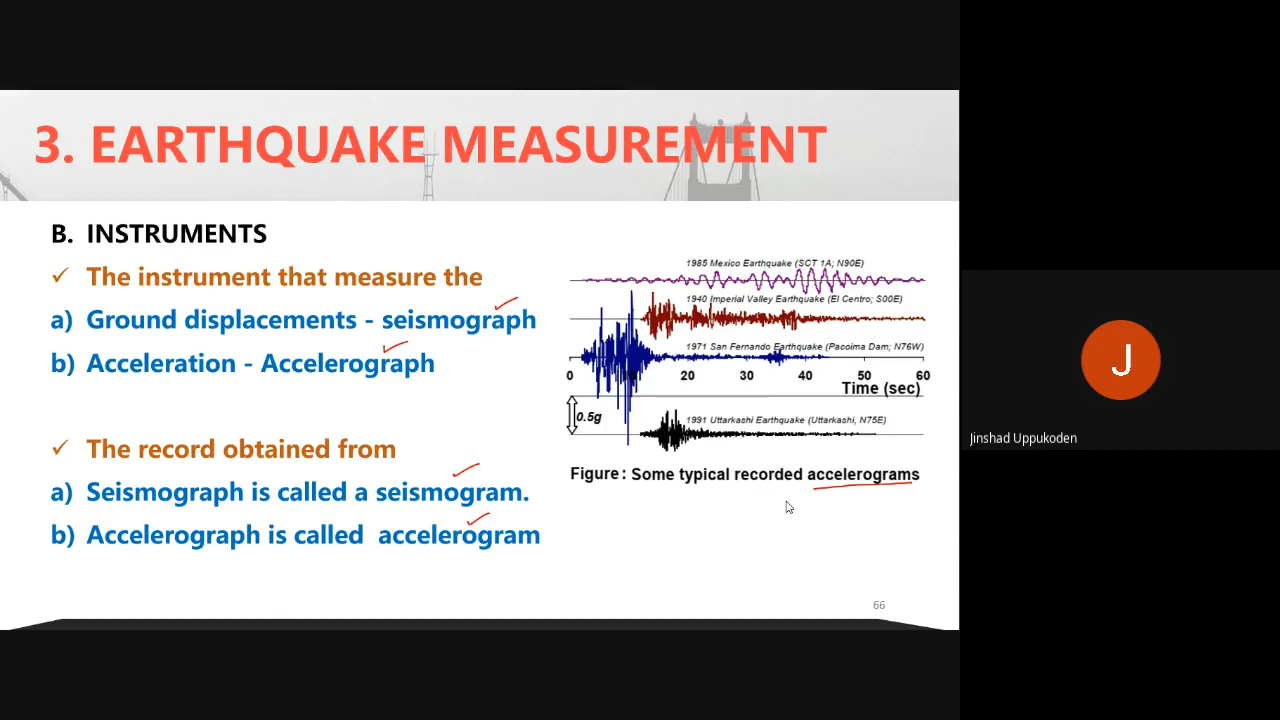 3. EARTHQUAKE MEASUREMENT
B. INSTRUMENTS
✓ The instrument that measure the
a) Ground displacements - seismograph
b) Acceleration - Accelerograph
✓ The record obtained from
a) Seismograph is called a seismogram.
b) Accelerograph is called accelerogram
1985 Mexico Earthquake (SCT 1A; N90E)
1940 Imperial Valley Earthquake (El Centro; S00E)
1971 San Fernando Earthquake (Pacoima Dam; N76W)
0 10 20 30 40 50 60
Time (sec)
0.5g
1991 Uttarkashi Earthquake (Uttarkashi, N75E)
Figure : Some typical recorded accelerograms
66
J
Jinshad Uppukoden